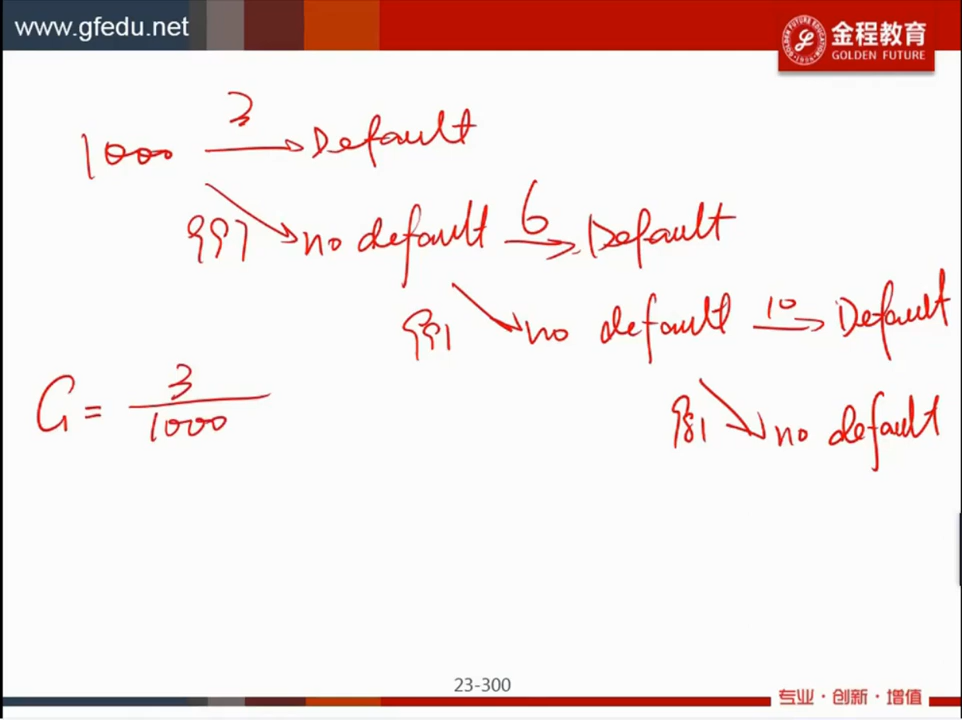 www.gfedu.net
金程教育
GOLDEN FUTURE
3
1000 → Default
997 no default 6 → Default
991 no default 10 → Default
981 no default
C₁ = 3
1000
23-300
专业·创新·增值